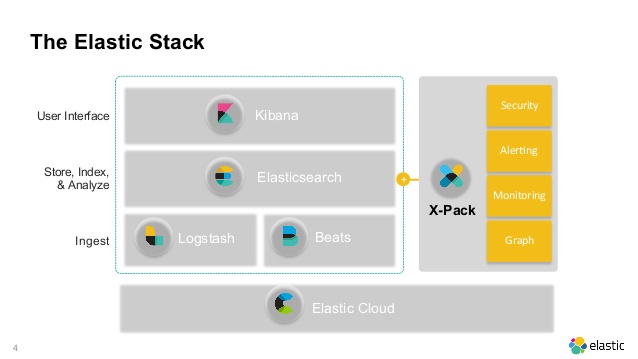 The Elastic Stack
User Interface
Kibana
Store, Index,
& Analyze
Elasticsearch
Ingest
Logstash
Beats
+
X-Pack
Security
Alerting
Monitoring
Graph
Elastic Cloud
4
elastic